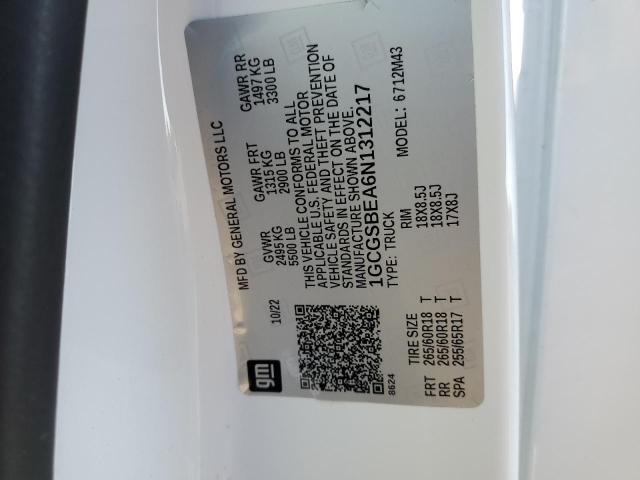 gm
MFD BY GENERAL MOTORS LLC
10/22
GVWR GAWR FRT GAWR RR
2495 KG 1315 KG 1497 KG
5500 LB 2900 LB 3300 LB
THIS VEHICLE CONFORMS TO ALL
APPLICABLE U.S. FEDERAL MOTOR
VEHICLE SAFETY AND THEFT PREVENTION
STANDARDS IN EFFECT ON THE DATE OF
MANUFACTURE SHOWN ABOVE.
1GCGSBEA6N1312217
8624 TYPE: TRUCK MODEL: 6712M43
TIRE SIZE RIM
FRT 265/60R18 T 18X8.5J
RR 265/60R18 T 18X8.5J
SPA 255/65R17 T 17X8J